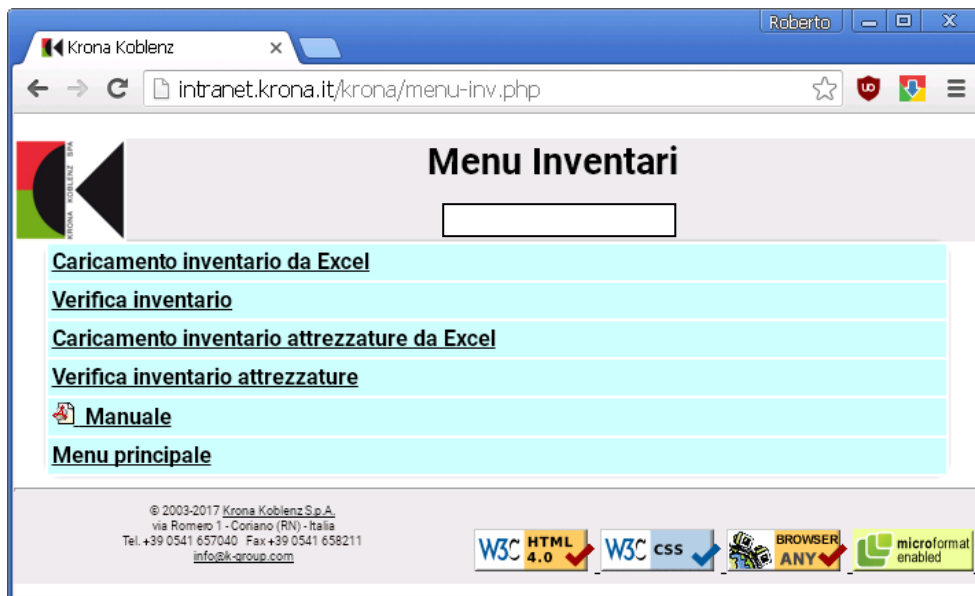 Roberto
Krona Koblenz
intranet.krona.it/krona/menu-inv.php
KRONA KOBLENZ SPA
Menu Inventari
Caricamento inventario da Excel
Verifica inventario
Caricamento inventario attrezzature da Excel
Verifica inventario attrezzature
Manuale
Menu principale
© 2003-2017 Krona Koblenz S.p.A.
via Romero 1 - Coriano (RN) - Italia
Tel. +39 0541 657040 Fax +39 0541 658211
info@k-group.com
W3C HTML 4.0
W3C CSS
BROWSER ANY
microformat enabled